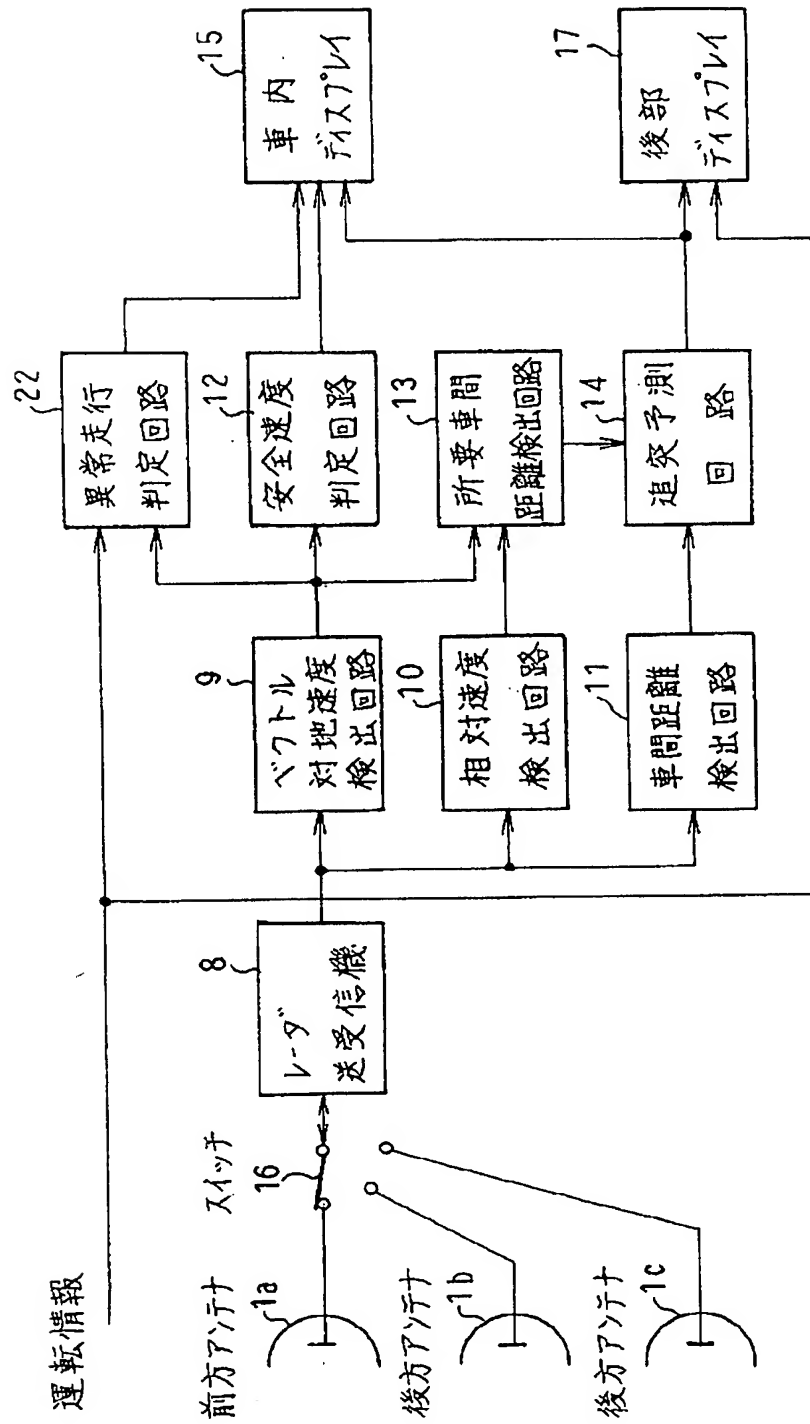 運転情報
前方アンテナ
1a
後方アンテナ
1b
後方アンテナ
1c
スイッチ
16
8
レーダ
送受信機
9
ベクトル
対地速度
検出回路
10
相対速度
検出回路
11
車間距離
検出回路
22
異常走行
判定回路
12
安全速度
判定回路
13
所要車間
距離検出回路
14
追突予測
回路
15
車内
ディスプレイ
17
後部
ディスプレイ